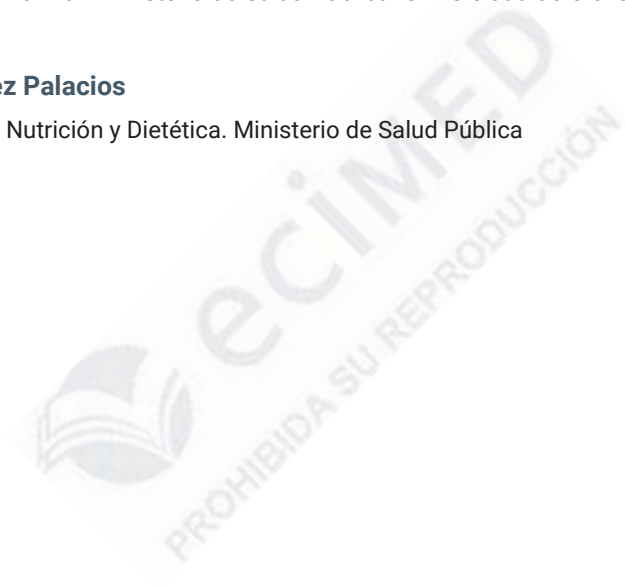 ez Palacios
Nutrición y Dietética. Ministerio de Salud Pública
ecimed
PROHIBIDA SU REPRODUCCIÓN